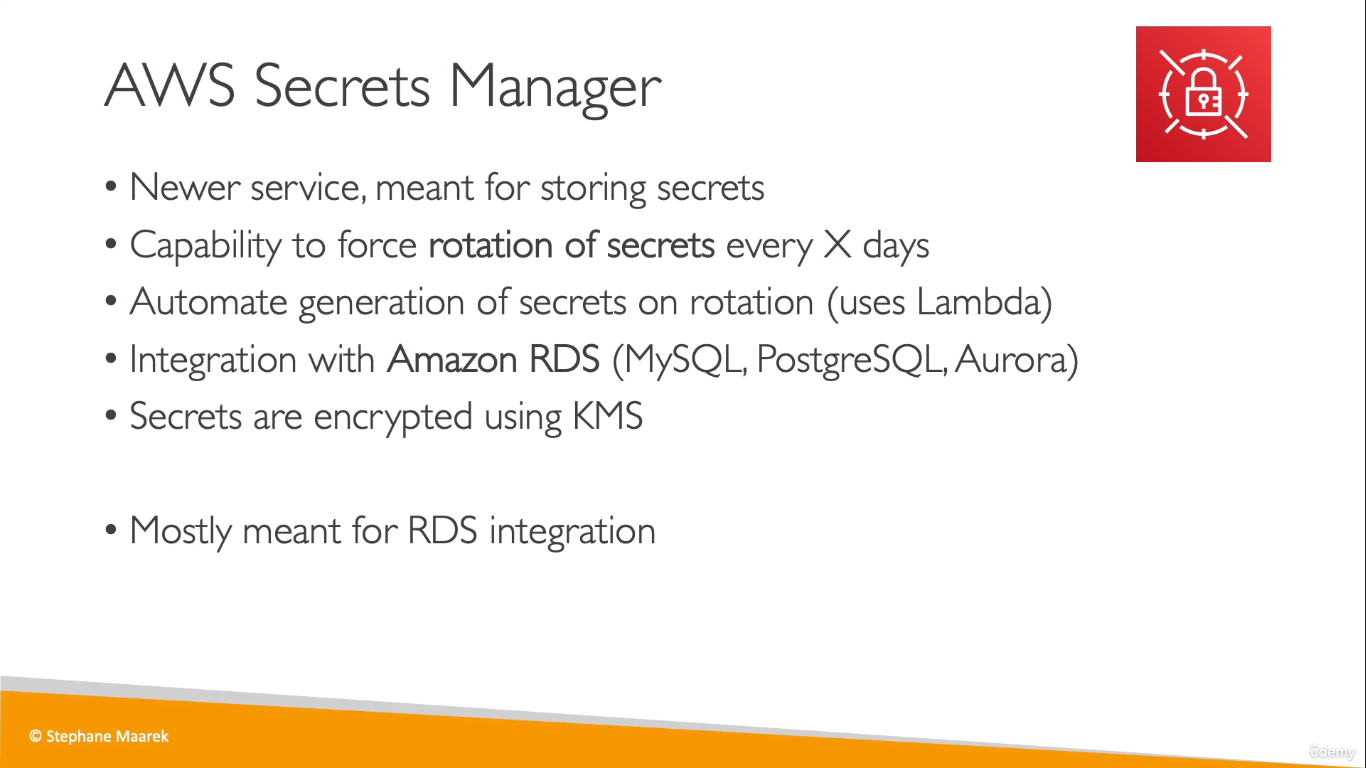 AWS Secrets Manager
• Newer service, meant for storing secrets
• Capability to force rotation of secrets every X days
• Automate generation of secrets on rotation (uses Lambda)
• Integration with Amazon RDS (MySQL, PostgreSQL, Aurora)
• Secrets are encrypted using KMS
• Mostly meant for RDS integration
© Stephane Maarek
ûdemy